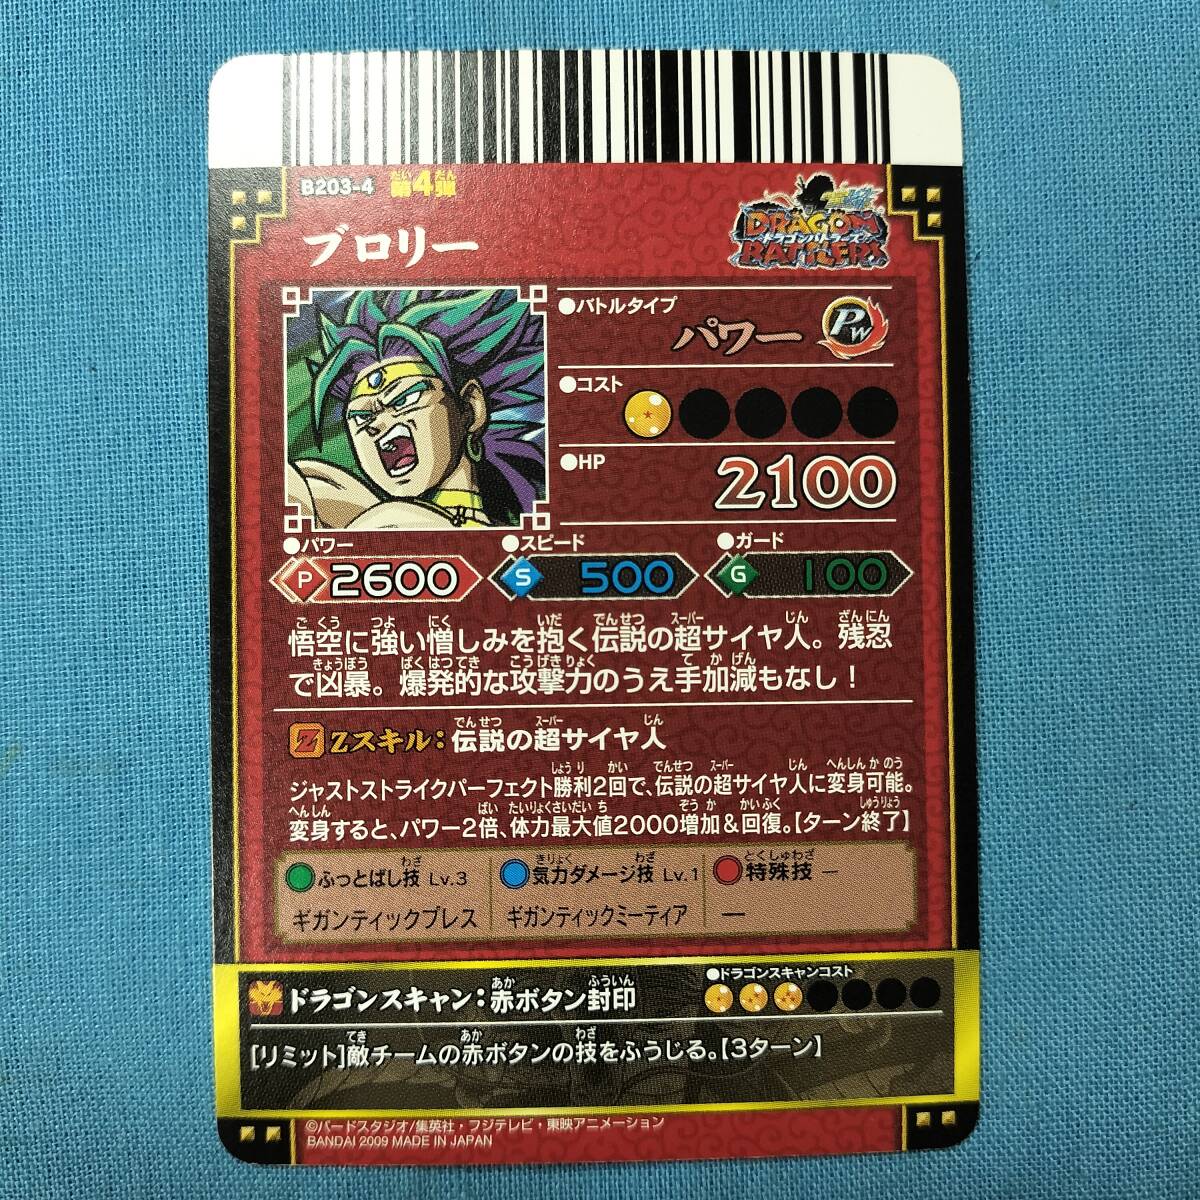 B203-4 第4弾
ブロリー
DRAGON
ドラゴンバトラーズ
BATTLERS
●バトルタイプ
パワー PW
●コスト
●HP
2100
●パワー ●スピード ●ガード
P 2600 S 500 G 100
悟空に強い憎しみを抱く伝説の超サイヤ人。残忍
で凶暴。爆発的な攻撃力のうえ手加減もなし！
Z Zスキル:伝説の超サイヤ人
ジャストストライクパーフェクト勝利2回で、伝説の超サイヤ人に変身可能。
変身すると、パワー2倍、体力最大値2000増加&回復。【ターン終了】
ふっとばし技 Lv.3 気力ダメージ技 Lv.1 特殊技 ー
ギガンティックブレス ギガンティックミーティア ー
●ドラゴンスキャンコスト
ドラゴンスキャン:赤ボタン封印
[リミット]敵チームの赤ボタンの技をふうじる。【3ターン】
©バードスタジオ/集英社・フジテレビ・東映アニメーション
BANDAI 2009 MADE IN JAPAN